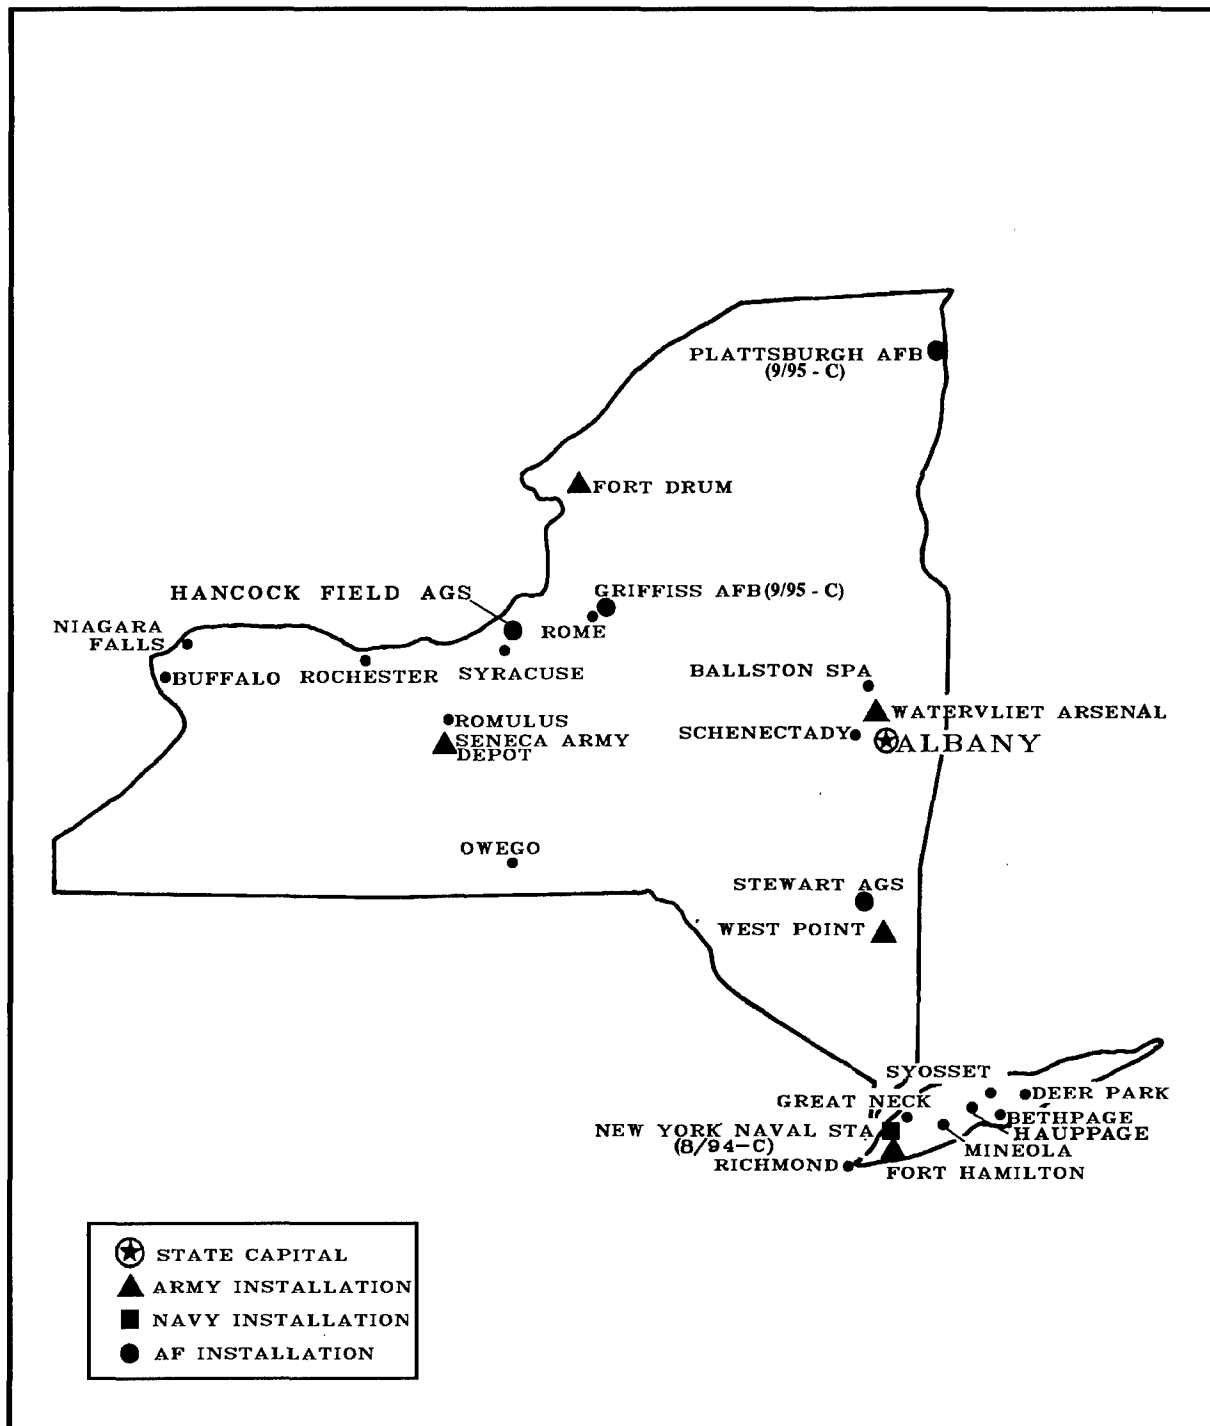 PLATTSBURGH AFB
(9/95 - C)
FORT DRUM
HANCOCK FIELD AGS
GRIFFISS AFB (9/95 - C)
NIAGARA
FALLS
ROME
BUFFALO
ROCHESTER
SYRACUSE
BALLSTON SPA
ROMULUS
WATERVLIET ARSENAL
SENECA ARMY
DEPOT
SCHENECTADY
ALBANY
OWEGO
STEWART AGS
WEST POINT
SYOSSET
GREAT NECK
DEER PARK
BETHPAGE
NEW YORK NAVAL STA
(8/94-C)
HAUPPAGE
MINEOLA
RICHMOND
FORT HAMILTON
STATE CAPITAL
ARMY INSTALLATION
NAVY INSTALLATION
AF INSTALLATION